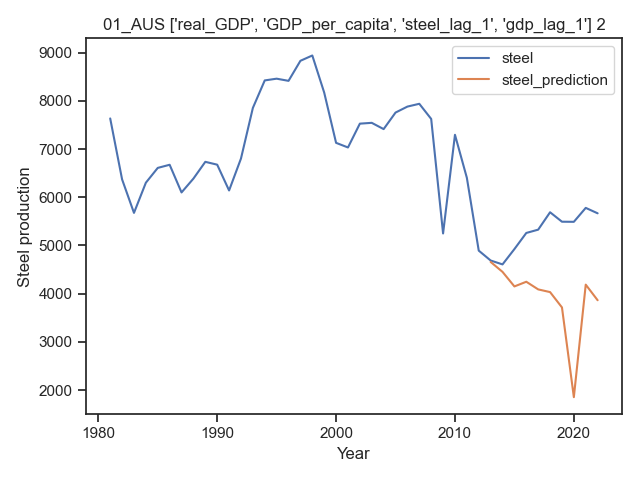 01_AUS ['real_GDP', 'GDP_per_capita', 'steel_lag_1', 'gdp_lag_1'] 2
steel
steel_prediction
9000
8000
7000
6000
5000
4000
3000
2000
Steel production
1980
1990
2000
2010
2020
Year